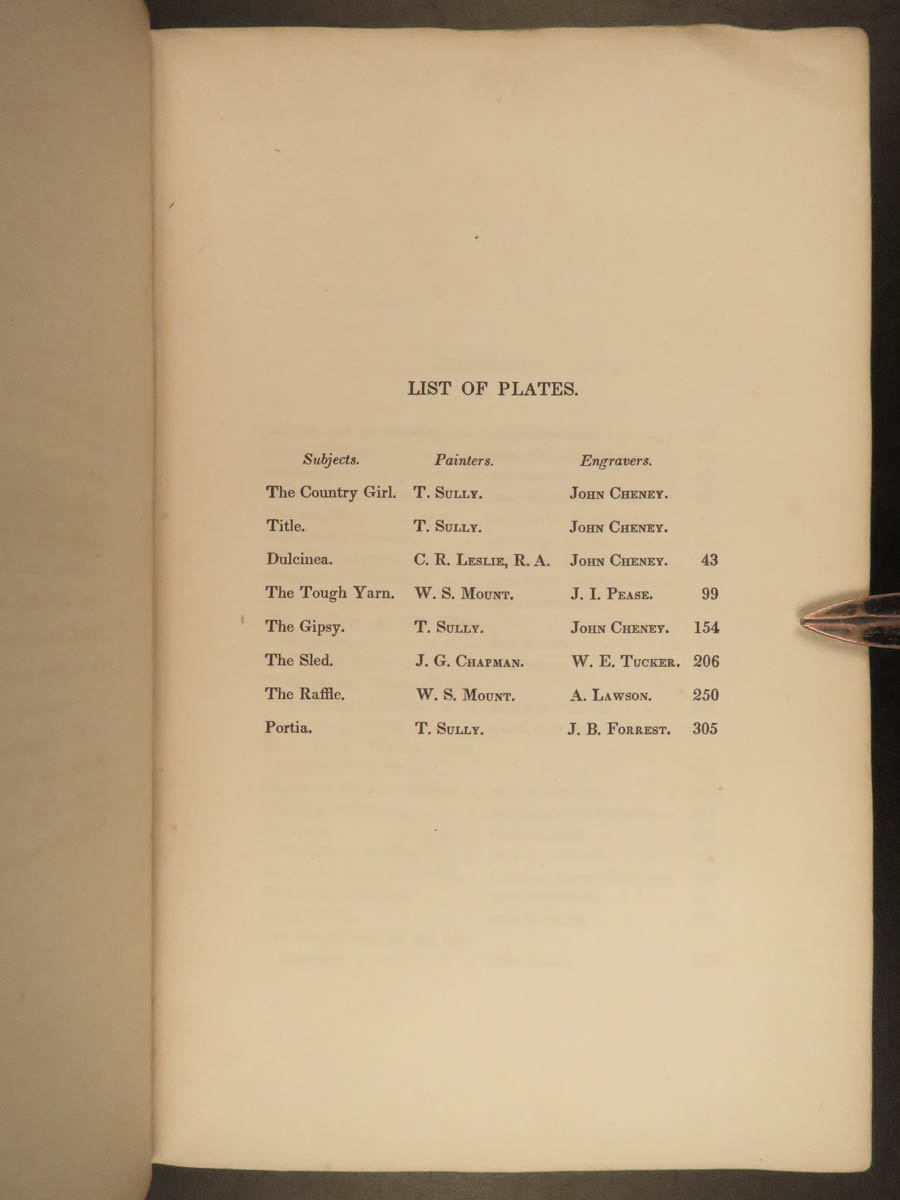 LIST OF PLATES.
Subjects. Painters. Engravers.
The Country Girl. T. Sully. John Cheney.
Title. T. Sully. John Cheney.
Dulcinea. C. R. Leslie, R. A. John Cheney. 43
The Tough Yarn. W. S. Mount. J. I. Pease. 99
The Gipsy. T. Sully. John Cheney. 154
The Sled. J. G. Chapman. W. E. Tucker. 206
The Raffle. W. S. Mount. A. Lawson. 250
Portia. T. Sully. J. B. Forrest. 305